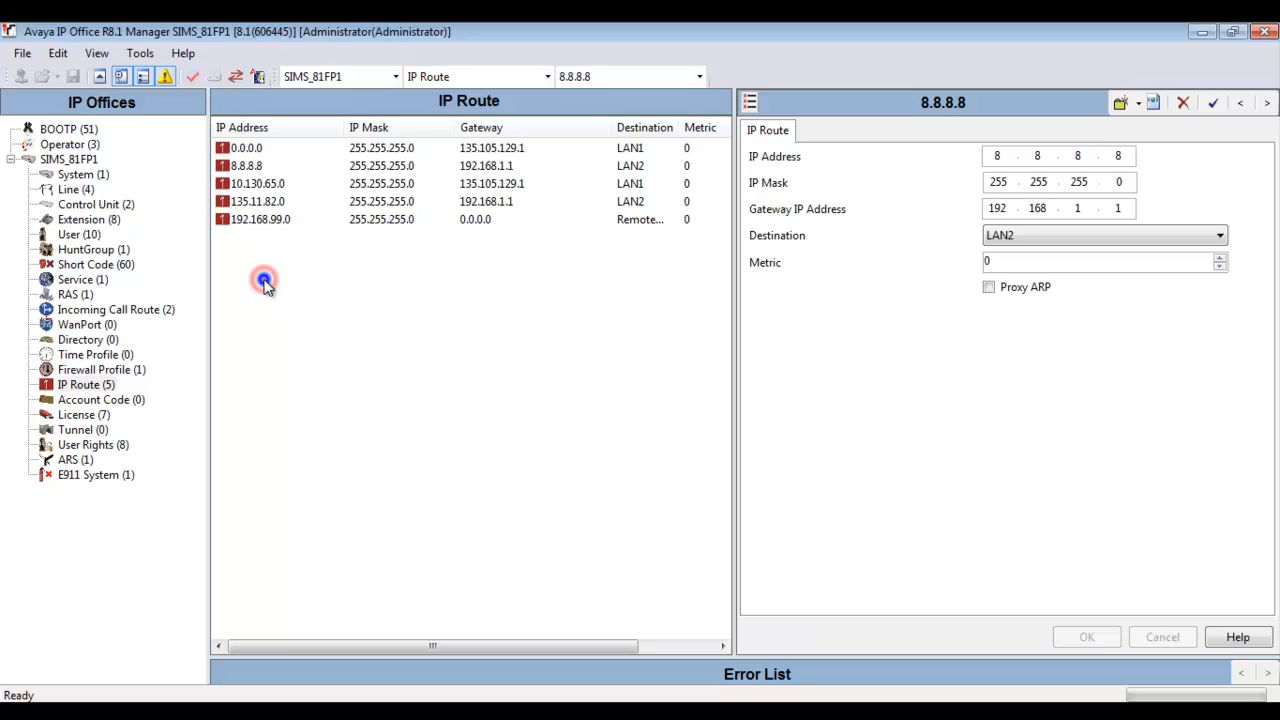 Avaya IP Office R8.1 Manager SIMS_81FP1 [8.1(606445)] [Administrator(Administrator)]
File Edit View Tools Help
SIMS_81FP1 IP Route 8.8.8.8
IP Offices
BOOTP (51)
Operator (3)
SIMS_81FP1
System (1)
Line (4)
Control Unit (2)
Extension (8)
User (10)
HuntGroup (1)
Short Code (60)
Service (1)
RAS (1)
Incoming Call Route (2)
WanPort (0)
Directory (0)
Time Profile (0)
Firewall Profile (1)
IP Route (5)
Account Code (0)
License (7)
Tunnel (0)
User Rights (8)
ARS (1)
E911 System (1)
IP Route
IP Address IP Mask Gateway Destination Metric
0.0.0.0 255.255.255.0 135.105.129.1 LAN1 0
8.8.8.8 255.255.255.0 192.168.1.1 LAN2 0
10.130.65.0 255.255.255.0 135.105.129.1 LAN1 0
135.11.82.0 255.255.255.0 192.168.1.1 LAN2 0
192.168.99.0 255.255.255.0 0.0.0.0 Remote... 0
8.8.8.8
IP Route
IP Address 8 . 8 . 8 . 8
IP Mask 255 . 255 . 255 . 0
Gateway IP Address 192 . 168 . 1 . 1
Destination LAN2
Metric 0
Proxy ARP
OK Cancel Help
Error List
Ready